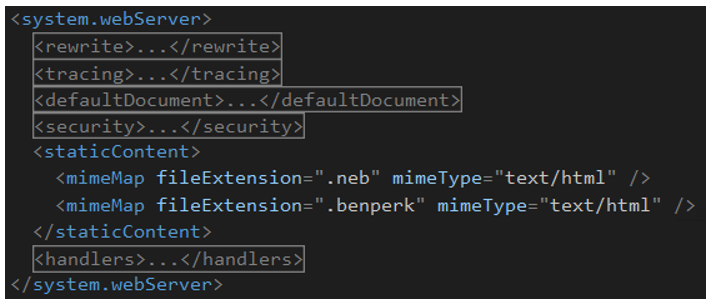 <system.webServer>
<rewrite>...</rewrite>
<tracing>...</tracing>
<defaultDocument>...</defaultDocument>
<security>...</security>
<staticContent>
<mimeMap fileExtension=".neb" mimeType="text/html" />
<mimeMap fileExtension=".benperk" mimeType="text/html" />
</staticContent>
<handlers>...</handlers>
</system.webServer>